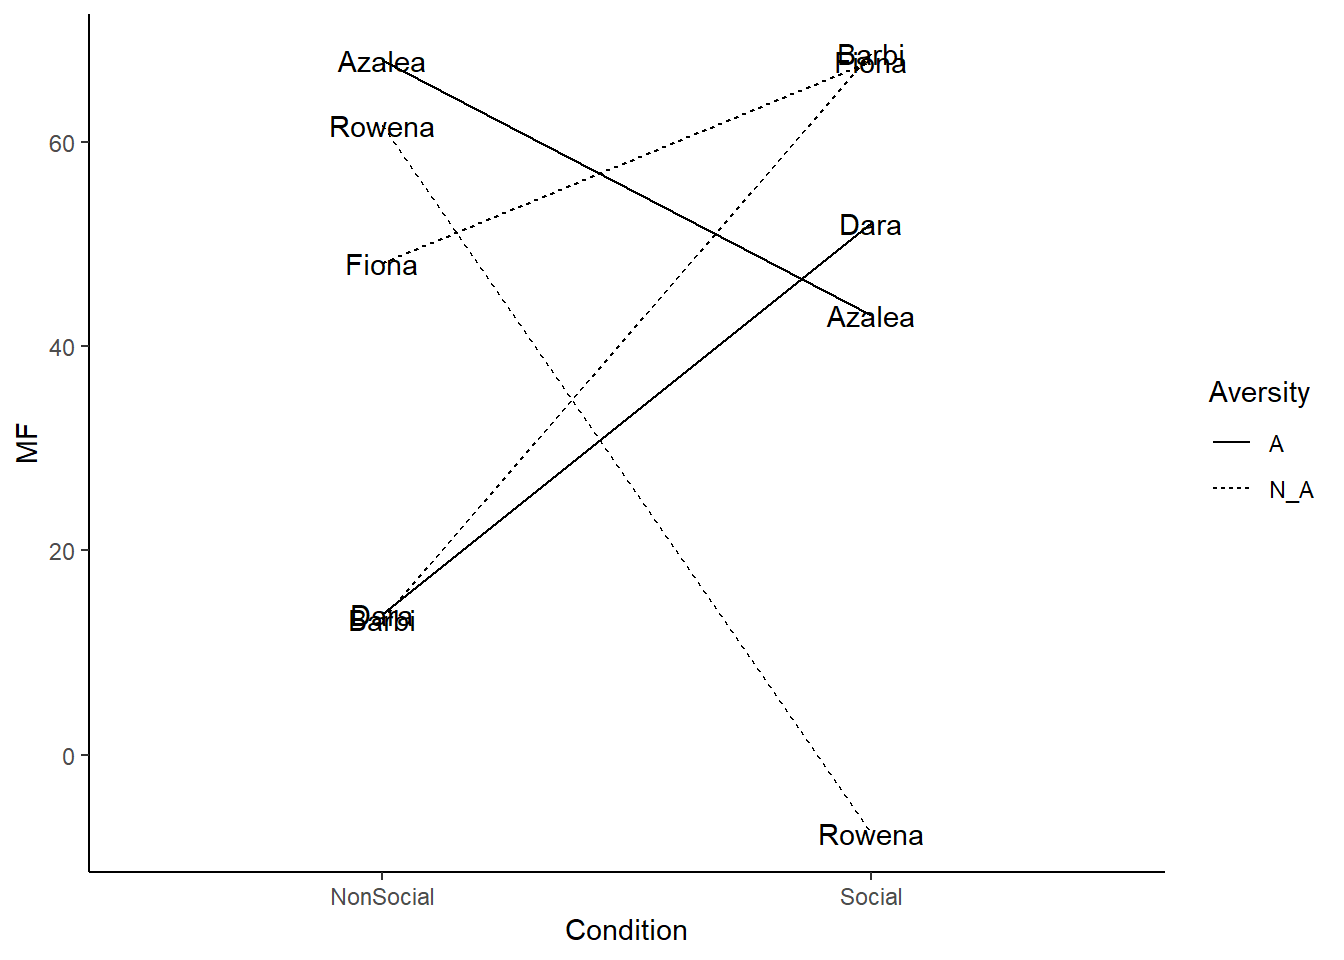 Azalea
Barbi
Fiona
Rowena
60
Dara
Fiona
Azalea
40
Aversity
MF
A
N_A
20
Dara
Barbi
0
Rowena
NonSocial
Social
Condition